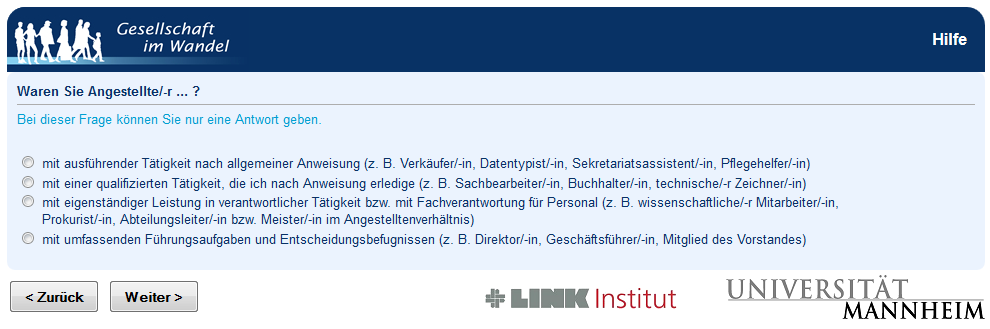 Gesellschaft
im Wandel
Hilfe
Waren Sie Angestellte/-r ... ?
Bei dieser Frage können Sie nur eine Antwort geben.
mit ausführender Tätigkeit nach allgemeiner Anweisung (z. B. Verkäufer/-in, Datentypist/-in, Sekretariatsassistent/-in, Pflegehelfer/-in)
mit einer qualifizierten Tätigkeit, die ich nach Anweisung erledige (z. B. Sachbearbeiter/-in, Buchhalter/-in, technische/-r Zeichner/-in)
mit eigenständiger Leistung in verantwortlicher Tätigkeit bzw. mit Fachverantwortung für Personal (z. B. wissenschaftliche/-r Mitarbeiter/-in,
Prokurist/-in, Abteilungsleiter/-in bzw. Meister/-in im Angestelltenverhältnis)
mit umfassenden Führungsaufgaben und Entscheidungsbefugnissen (z. B. Direktor/-in, Geschäftsführer/-in, Mitglied des Vorstandes)
< Zurück
Weiter >
LINK Institut
UNIVERSITÄT
MANNHEIM